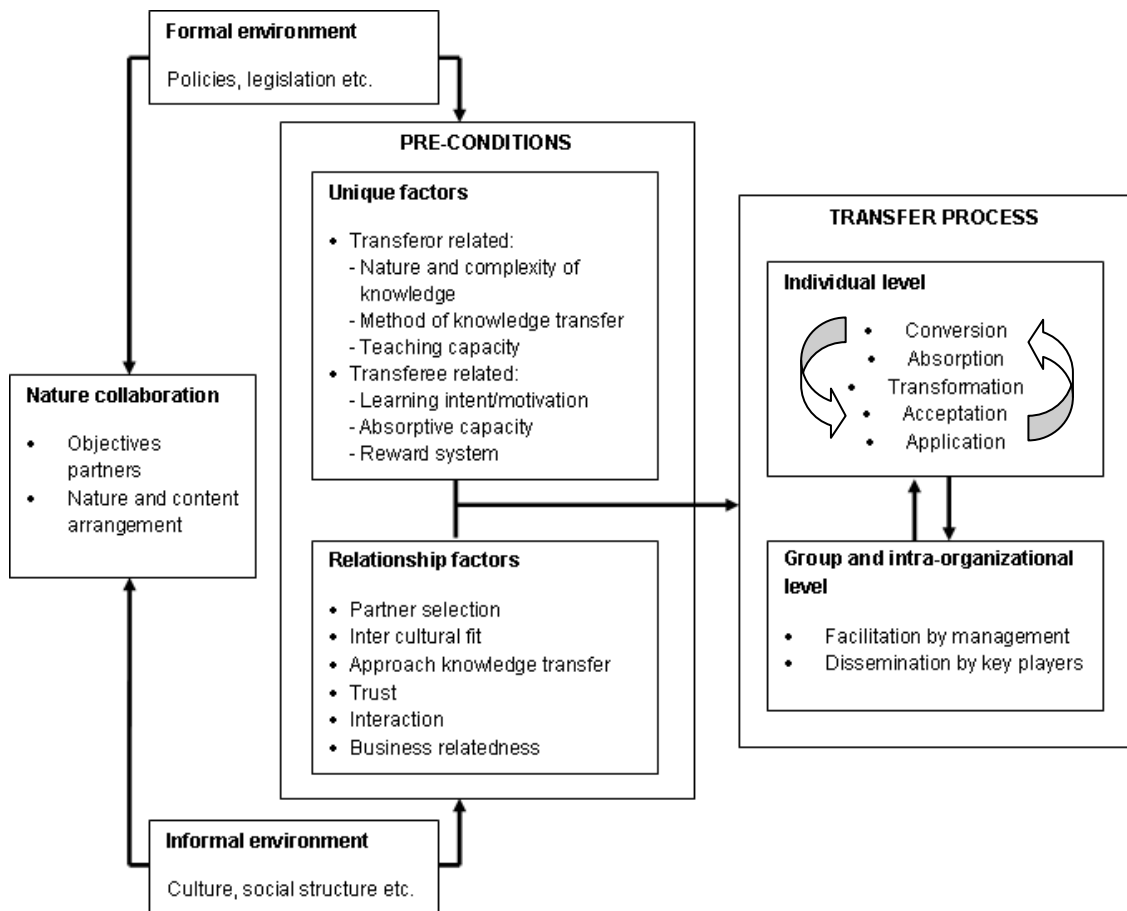 Formal environment
Policies, legislation etc.
PRE-CONDITIONS
Unique factors
• Transferor related:
- Nature and complexity of
knowledge
- Method of knowledge transfer
- Teaching capacity
• Transferee related:
- Learning intent/motivation
- Absorptive capacity
- Reward system
Relationship factors
• Partner selection
• Inter cultural fit
• Approach knowledge transfer
• Trust
• Interaction
• Business relatedness
Nature collaboration
• Objectives
partners
• Nature and content
arrangement
Informal environment
Culture, social structure etc.
TRANSFER PROCESS
Individual level
• Conversion
• Absorption
• Transformation
• Acceptation
• Application
Group and intra-organizational
level
• Facilitation by management
• Dissemination by key players